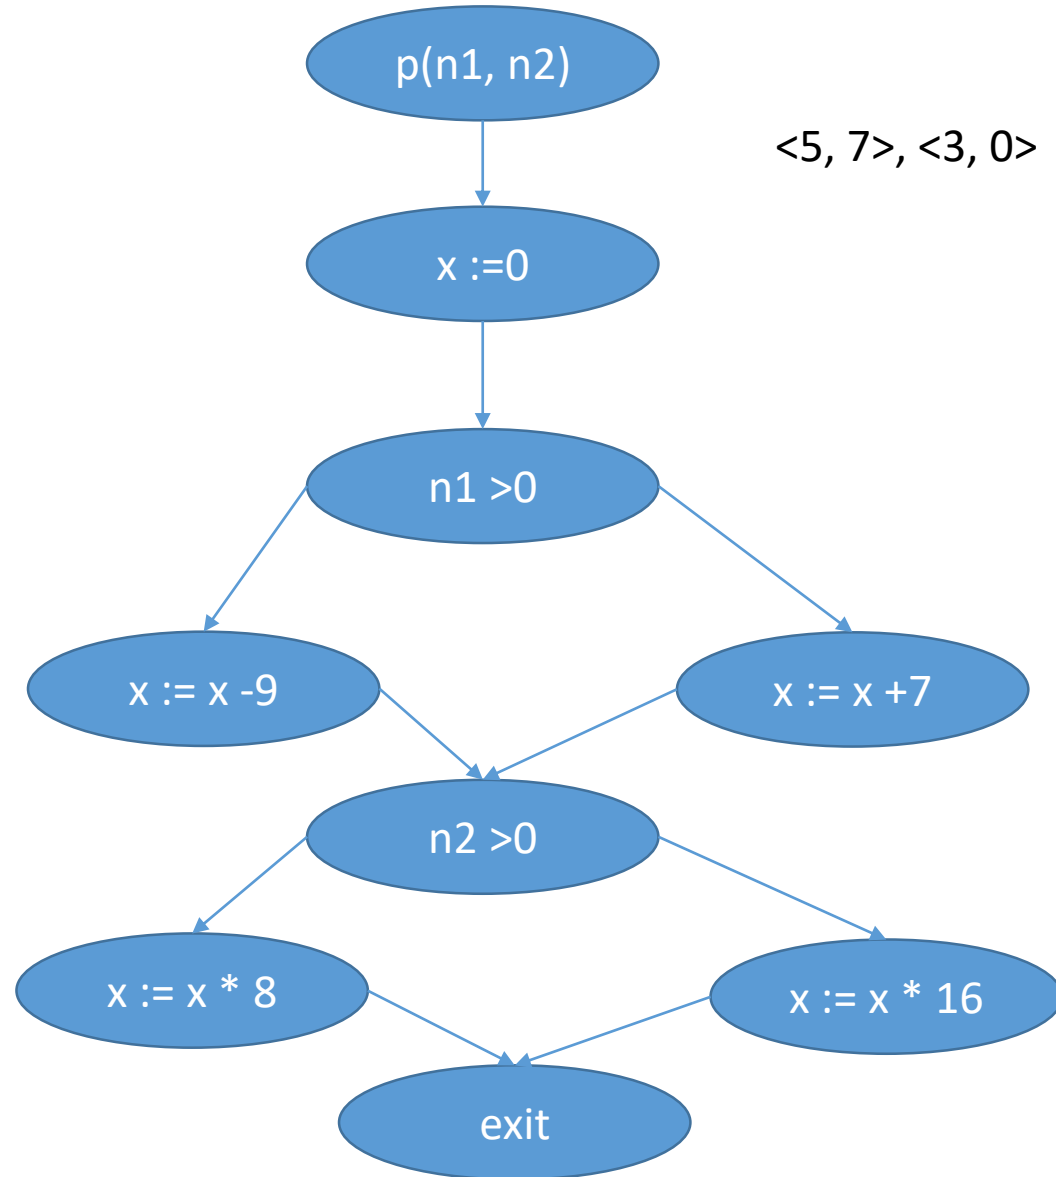 p(n1, n2)
<5, 7>, <3, 0>
x :=0
n1 >0
x := x -9
x := x +7
n2 >0
x := x * 8
x := x * 16
exit